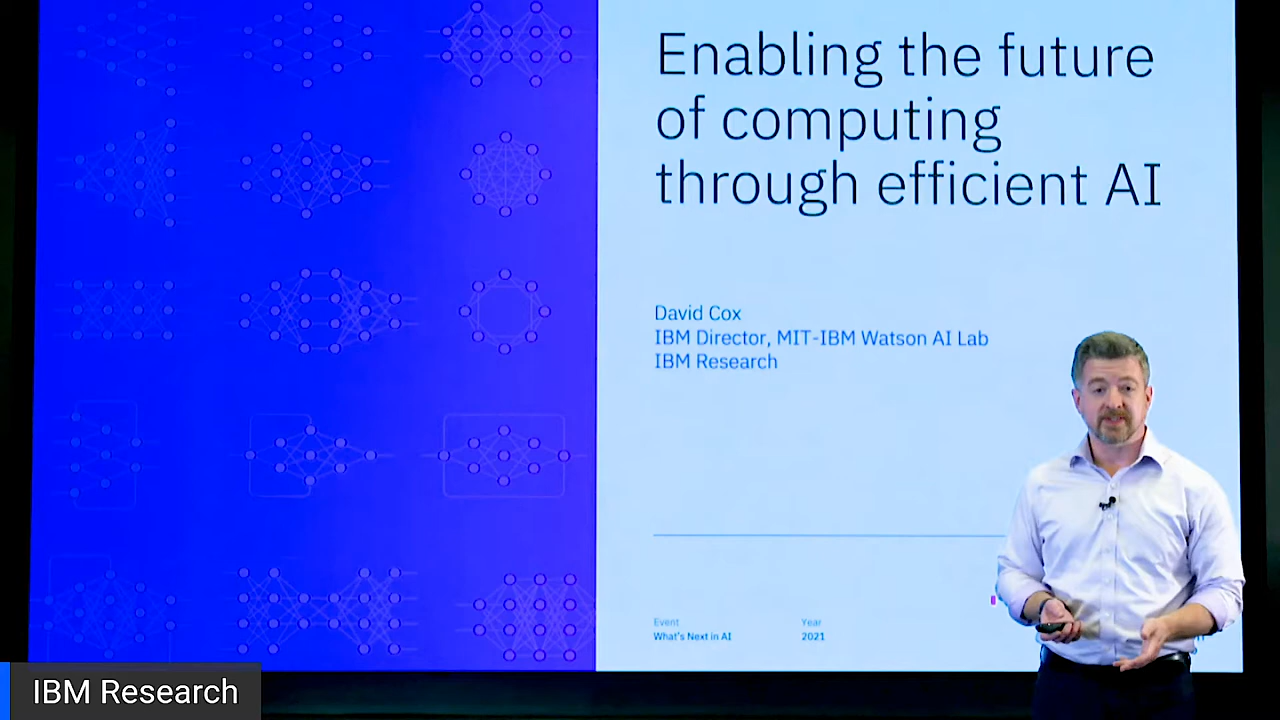 Enabling the future
of computing
through efficient AI
David Cox
IBM Director, MIT-IBM Watson AI Lab
IBM Research
Event
Year
What's Next in AI
2021
IBM Research